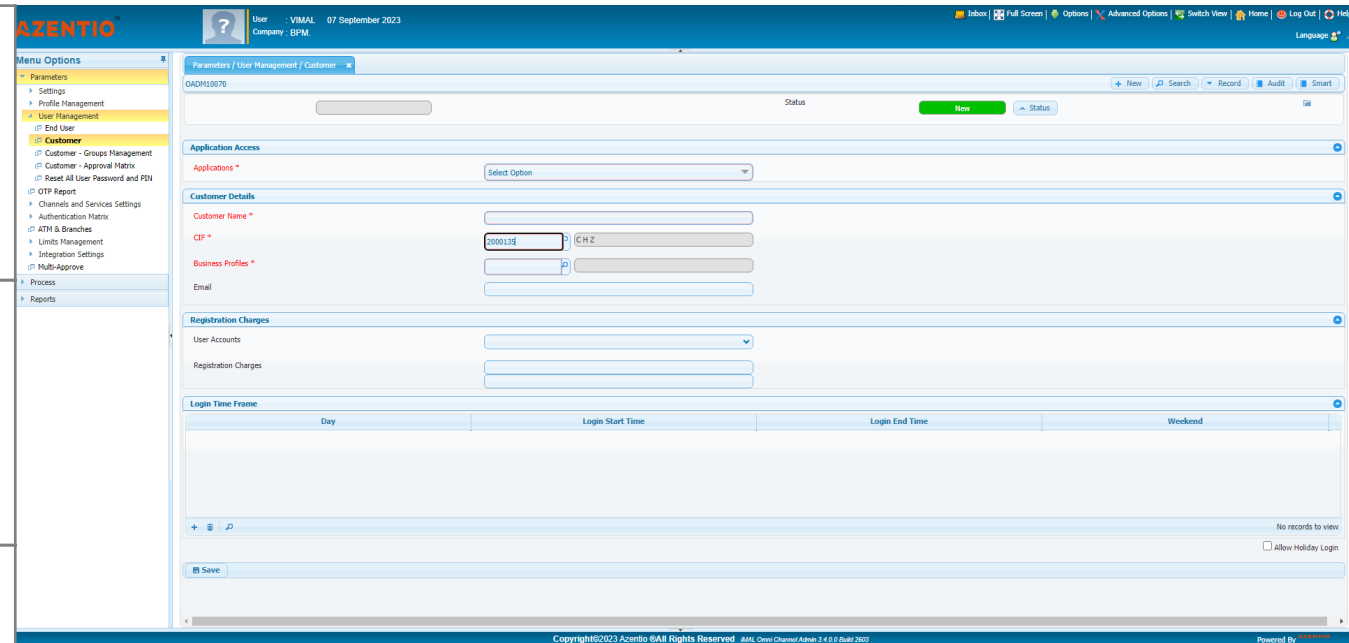 AZENTIO
User : VIMAL 07 September 2023
Company : BPM.
Inbox | Full Screen | Options | Advanced Options | Switch View | Home | Log Out | Hel
Language
Menu Options
Parameters
Settings
Profile Management
User Management
End User
Customer
Customer - Groups Management
Customer - Approval Matrix
Reset All User Password and PIN
OTP Report
Channels and Services Settings
Authentication Matrix
ATM & Branches
Limits Management
Integration Settings
Multi-Approve
Process
Reports
Parameters / User Management / Customer
OADM10070
New Search Record Audit Smart
Status New Status
Application Access
Applications * Select Option
Customer Details
Customer Name *
CIF * 2000135 C H Z
Business Profiles *
Email
Registration Charges
User Accounts
Registration Charges
Login Time Frame
Day Login Start Time Login End Time Weekend
No records to view
Allow Holiday Login
Save
Copyright©2023 Azentio ®All Rights Reserved iMAL Omni Channel Admin 3.4.0.0 Build 2603
Powered By AZENTIO